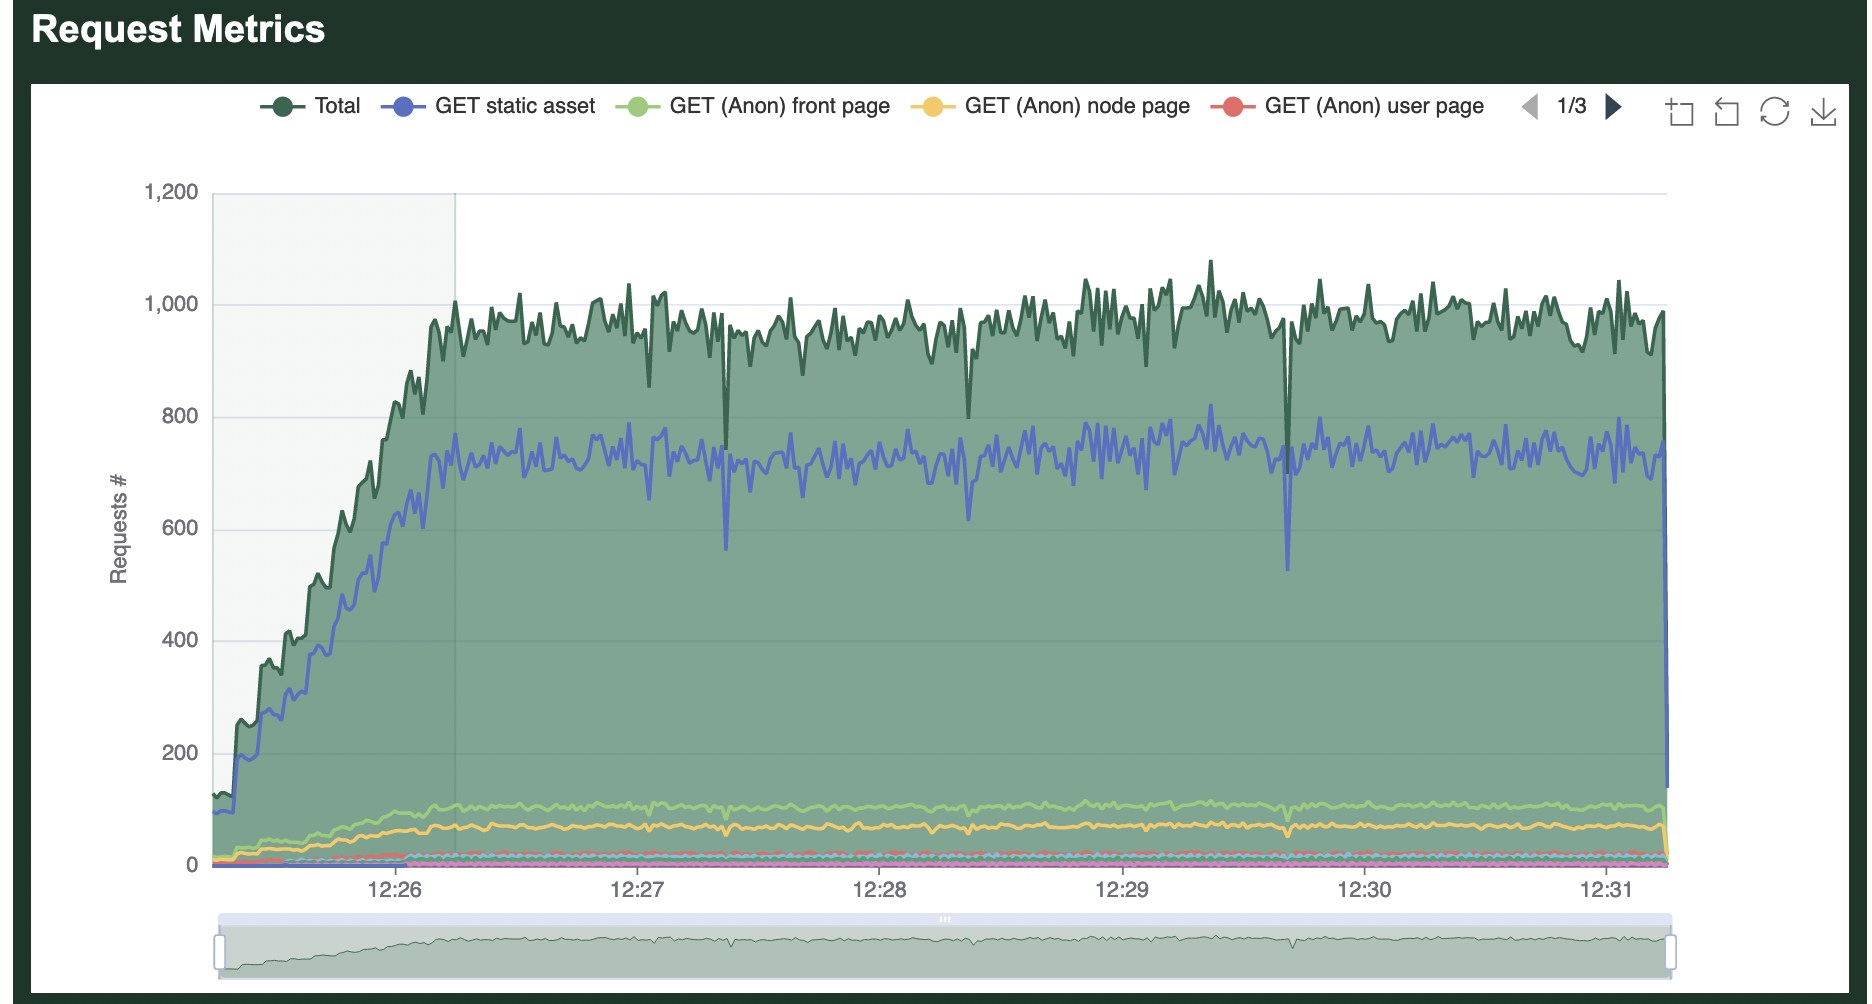 Request Metrics
Total GET static asset GET (Anon) front page GET (Anon) node page GET (Anon) user page 1/3
1,200
1,000
800
600
400
200
0
Requests #
12:26 12:27 12:28 12:29 12:30 12:31